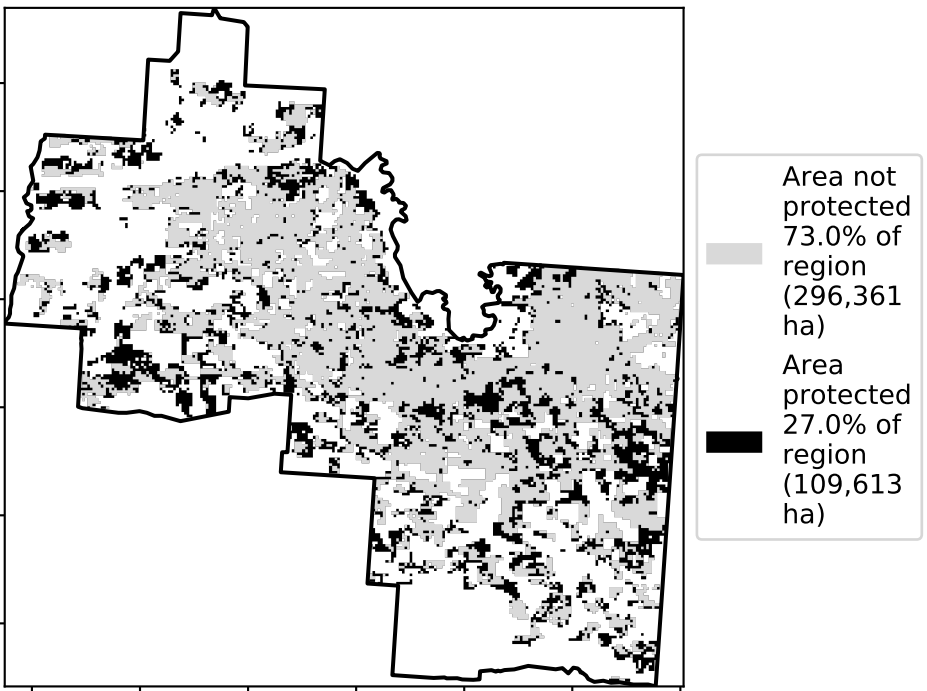 Area not
protected
73.0% of
region
(296,361
ha)
Area
protected
27.0% of
region
(109,613
ha)